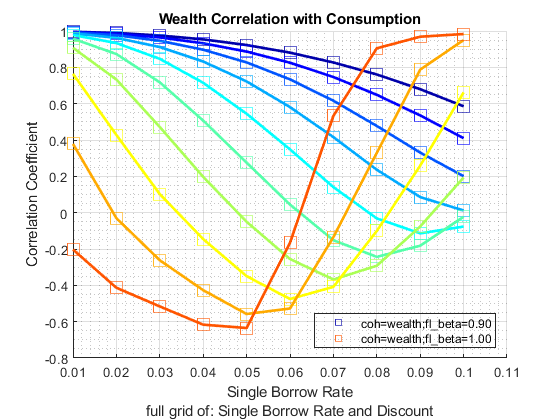 Wealth Correlation with Consumption
1
0.8
0.6
0.4
0.2
0
-0.2
-0.4
-0.6
-0.8
Correlation Coefficient
coh=wealth;fl_beta=0.90
coh=wealth;fl_beta=1.00
0.01 0.02 0.03 0.04 0.05 0.06 0.07 0.08 0.09 0.1 0.11
Single Borrow Rate
full grid of: Single Borrow Rate and Discount